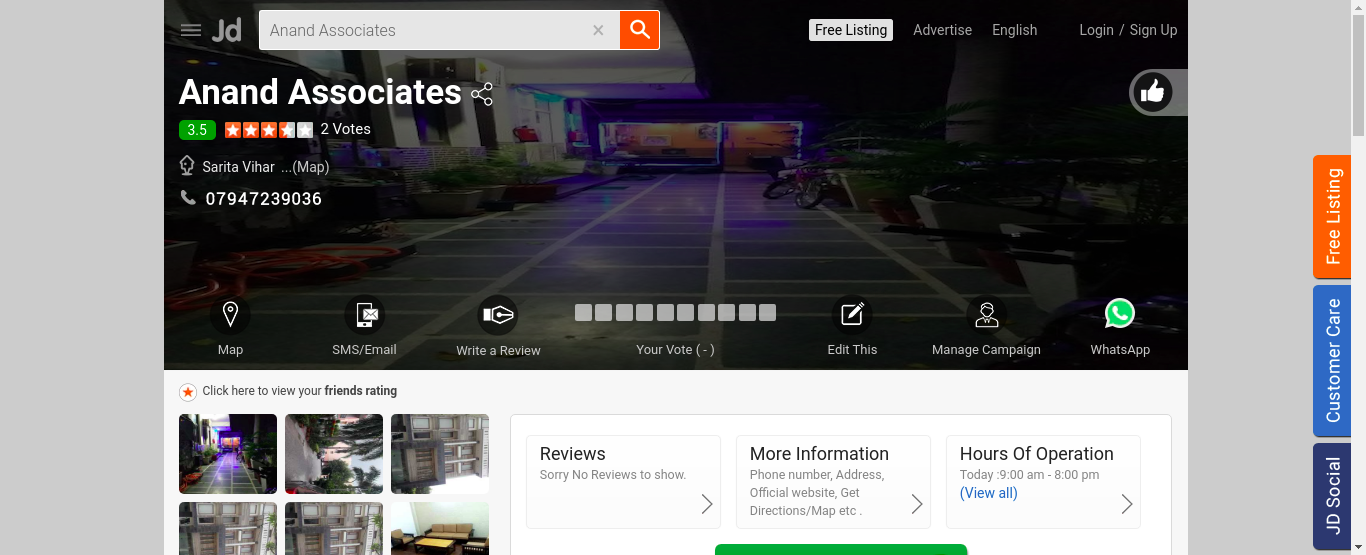 Jd
Anand Associates ×
Free Listing
Advertise
English
Login / Sign Up
Anand Associates
3.5
2 Votes
Sarita Vihar ...(Map)
07947239036
Map
SMS/Email
Write a Review
Your Vote ( - )
Edit This
Manage Campaign
WhatsApp
Free Listing
Customer Care
JD Social
Click here to view your friends rating
Reviews
Sorry No Reviews to show.
More Information
Phone number, Address,
Official website, Get
Directions/Map etc .
Hours Of Operation
Today :9:00 am - 8:00 pm
(View all)